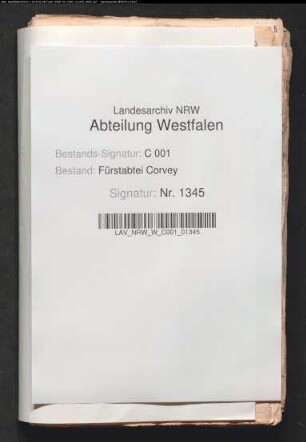 Landesarchiv NRW
Abteilung Westfalen
Bestands-Signatur: C 001
Bestand: Fürstabtei Corvey
Signatur: Nr. 1345
LAV_NRW_W_C001_01345